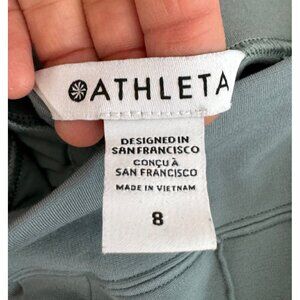 ATHLETA
DESIGNED IN
SAN FRANCISCO
CONÇU À
SAN FRANCISCO
MADE IN VIETNAM
8